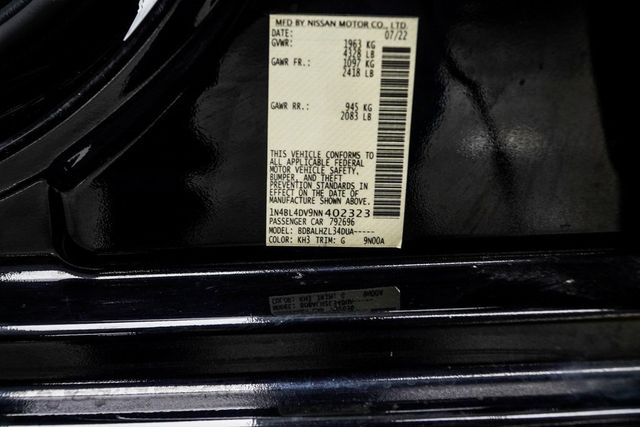 MFD BY NISSAN MOTOR CO., LTD.
DATE: 07/22
GVWR: 1963 KG
4328 LB
GAWR FR.: 1097 KG
2418 LB
GAWR RR.: 945 KG
2083 LB
THIS VEHICLE CONFORMS TO
ALL APPLICABLE FEDERAL
MOTOR VEHICLE SAFETY,
BUMPER, AND THEFT
PREVENTION STANDARDS IN
EFFECT ON THE DATE OF
MANUFACTURE SHOWN ABOVE.
1N4BL4DV9NN402323
PASSENGER CAR 792696
MODEL: BDBALHZL34DUA-----
COLOR: KH3 TRIM: G 9N00A